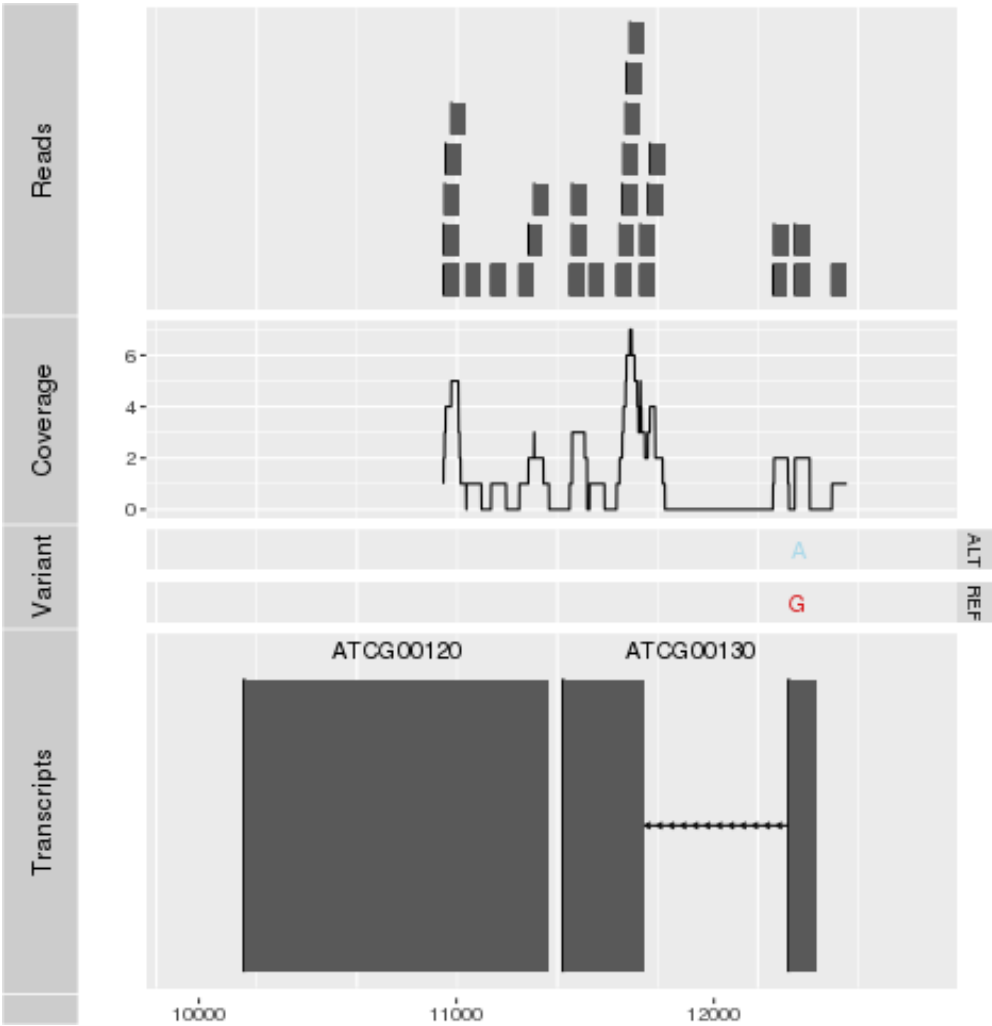 Reads
Coverage
6
4
2
0
Variant
A
ALT
G
REF
Transcripts
ATCG00120
ATCG00130
10000
11000
12000